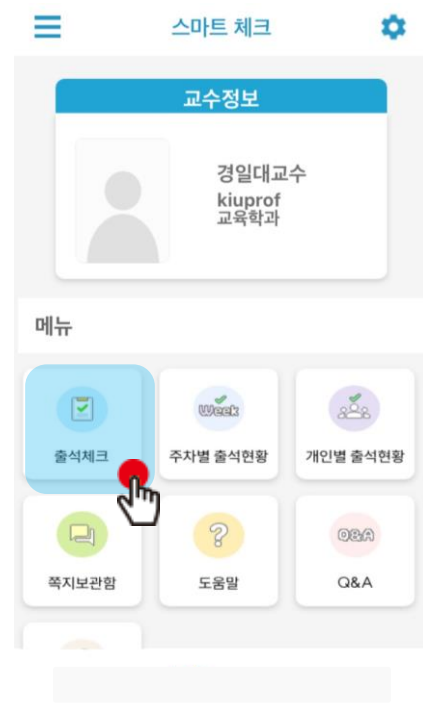 스마트 체크
교수정보
경일대교수
kiuprof
교육학과
메뉴
Week
출석체크
주차별 출석현황
개인별 출석현황
Q&A
쪽지보관함
도움말
Q&A